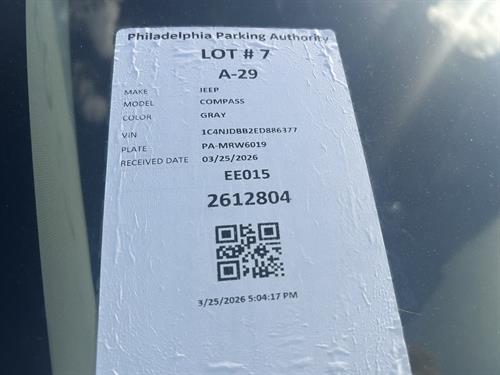 Philadelphia Parking Authority
LOT # 7
A-29
MAKE JEEP
MODEL COMPASS
COLOR GRAY
VIN 1C4NJDBB2ED886377
PLATE PA-MRW6019
RECEIVED DATE 03/25/2026
EE015
2612804
3/25/2026 5:04:17 PM